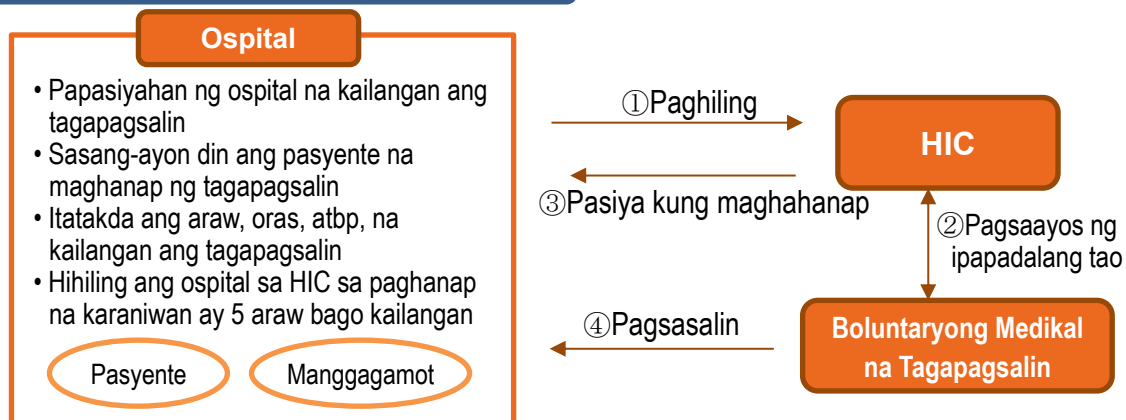 Ospital
• Papasiyahan ng ospital na kailangan ang
tagapagsalin
• Sasang-ayon din ang pasyente na
maghanap ng tagapagsalin
• Itatakda ang araw, oras, atbp, na
kailangan ang tagapagsalin
• Hihiling ang ospital sa HIC sa paghanap
na karaniwan ay 5 araw bago kailangan
Pasyente
Manggagamot
①Paghiling
HIC
③Pasiya kung maghahanap
②Pagsaayos ng
ipapadalang tao
④Pagsasalin
Boluntaryong Medikal
na Tagapagsalin